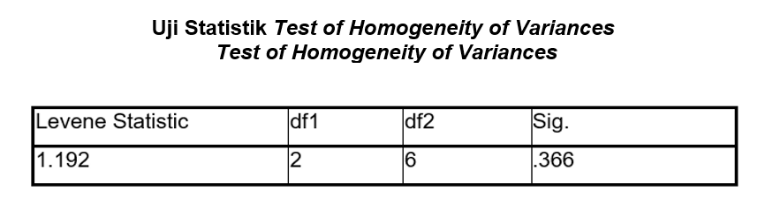 Uji Statistik Test of Homogeneity of Variances
Test of Homogeneity of Variances
Levene Statistic df1 df2 Sig.
1.192 2 6 .366